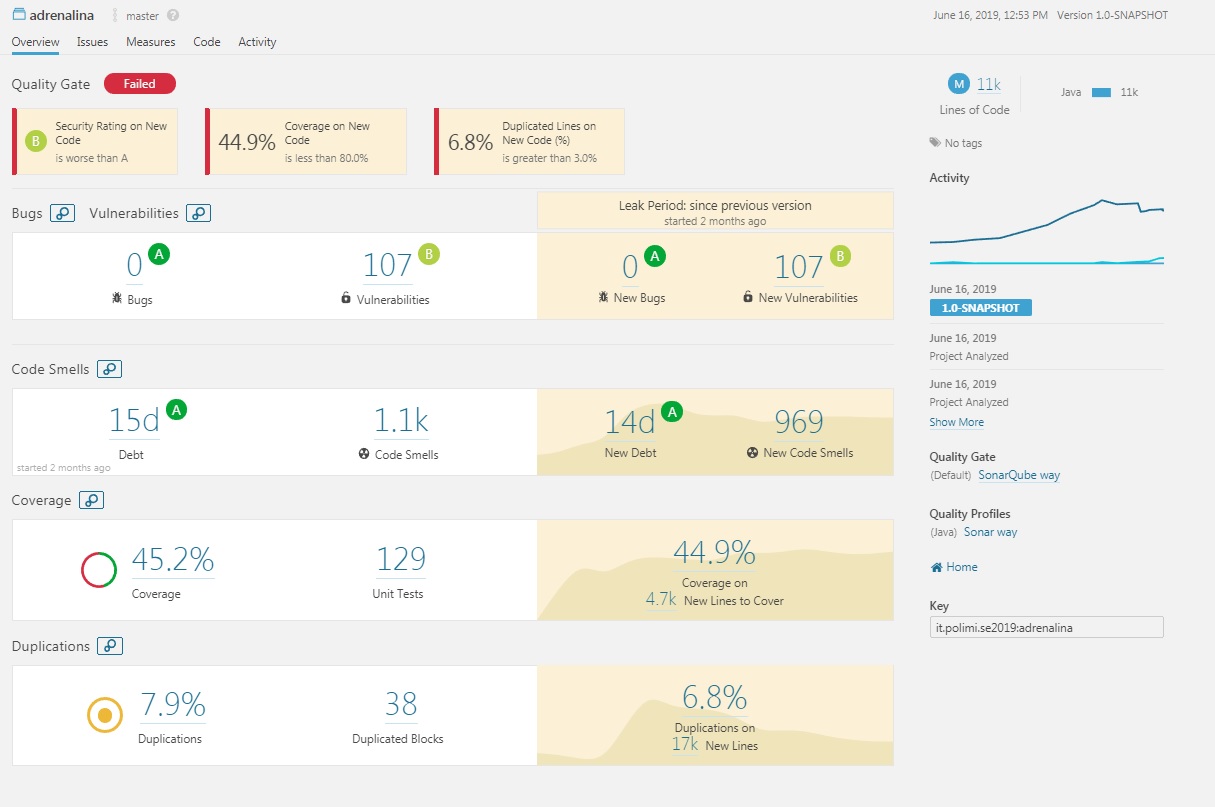 adrenalina master ?
June 16, 2019, 12:53 PM Version 1.0-SNAPSHOT
Overview Issues Measures Code Activity
Quality Gate Failed
B
Security Rating on New
Code
is worse than A
44.9%
Coverage on New
Code
is less than 80.0%
6.8%
Duplicated Lines on
New Code (%)
is greater than 3.0%
Bugs Vulnerabilities
Leak Period: since previous version
started 2 months ago
0 A
Bugs
107 B
Vulnerabilities
0 A
New Bugs
107 B
New Vulnerabilities
Code Smells
15d A
Debt
started 2 months ago
1.1k
Code Smells
14d A
New Debt
969
New Code Smells
Coverage
45.2%
Coverage
129
Unit Tests
44.9%
Coverage on
4.7k New Lines to Cover
Duplications
7.9%
Duplications
38
Duplicated Blocks
6.8%
Duplications on
17k New Lines
M 11k
Lines of Code
Java 11k
No tags
Activity
June 16, 2019
1.0-SNAPSHOT
June 16, 2019
Project Analyzed
June 16, 2019
Project Analyzed
Show More
Quality Gate
(Default) SonarQube way
Quality Profiles
(Java) Sonar way
Home
Key
it.polimi.se2019:adrenalina